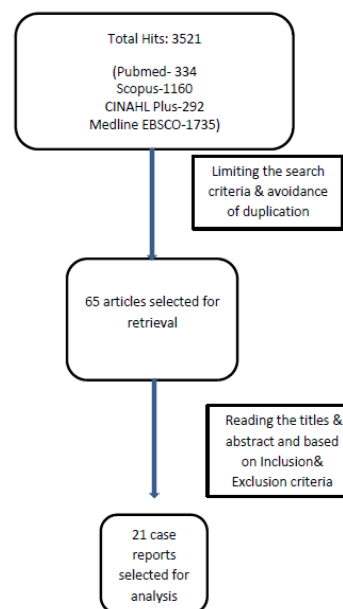 Total Hits: 3521
(Pubmed- 334
Scopus-1160
CINAHL Plus-292
Medline EBSCO-1735)
Limiting the search
criteria & avoidance
of duplication
65 articles selected for
retrieval
Reading the titles &
abstract and based
on Inclusion&
Exclusion criteria
21 case
reports
selected for
analysis